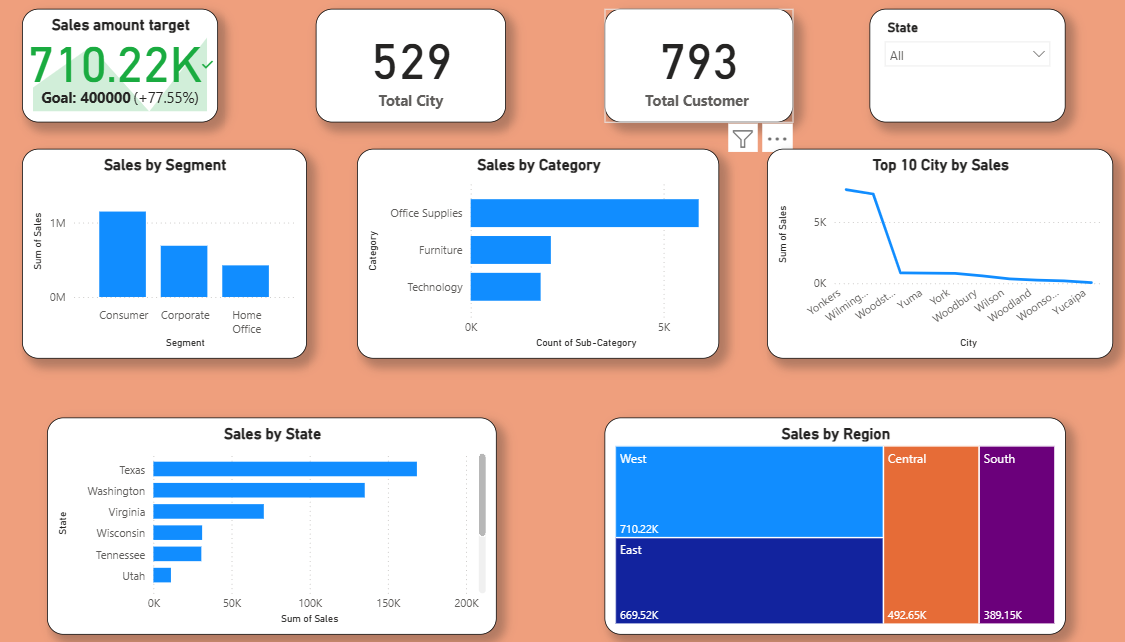 Sales amount target
710.22K
Goal: 400000 (+77.55%)
529
Total City
793
Total Customer
State
All
Sales by Segment
Sum of Sales
1M
0M
Consumer
Corporate
Home
Office
Segment
Sales by Category
Category
Office Supplies
Furniture
Technology
0K
5K
Count of Sub-Category
Top 10 City by Sales
Sum of Sales
5K
0K
Yonkers
Wilming...
Woodst...
Yuma
York
Woodbury
Wilson
Woodland
Woonso...
Yucaipa
City
Sales by State
State
Texas
Washington
Virginia
Wisconsin
Tennessee
Utah
0K
50K
100K
150K
200K
Sum of Sales
Sales by Region
West
710.22K
East
669.52K
Central
492.65K
South
389.15K